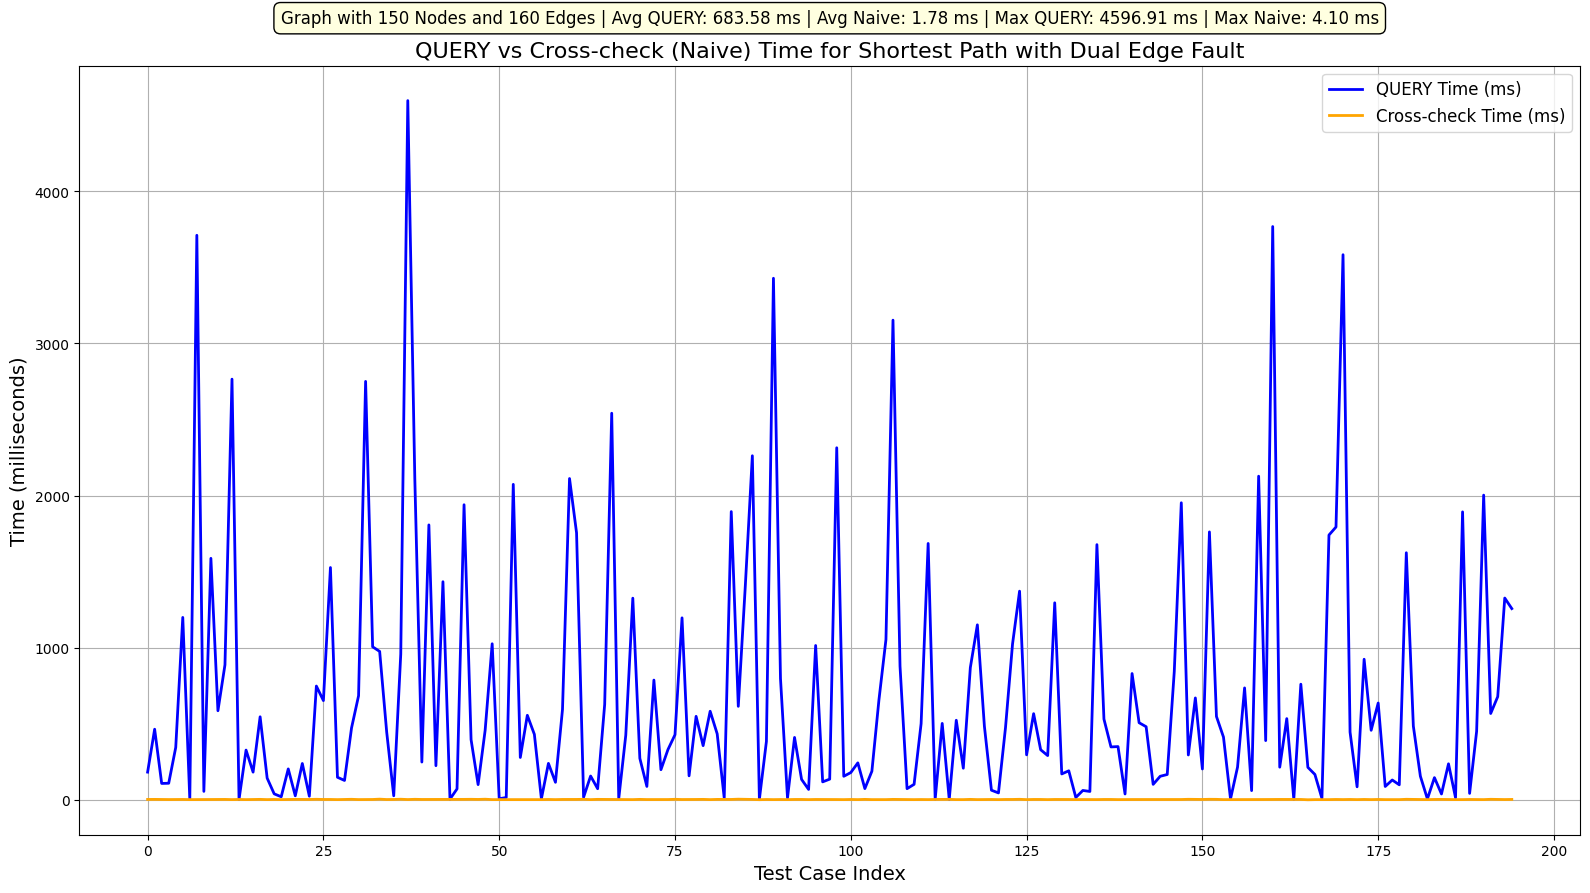 Graph with 150 Nodes and 160 Edges | Avg QUERY: 683.58 ms | Avg Naive: 1.78 ms | Max QUERY: 4596.91 ms | Max Naive: 4.10 ms
QUERY vs Cross-check (Naive) Time for Shortest Path with Dual Edge Fault
QUERY Time (ms)
Cross-check Time (ms)
Time (milliseconds)
4000
3000
2000
1000
0
0 25 50 75 100 125 150 175 200
Test Case Index